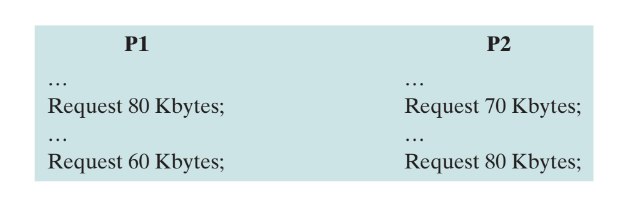 P1 P2
... ...
Request 80 Kbytes; Request 70 Kbytes;
... ...
Request 60 Kbytes; Request 80 Kbytes;